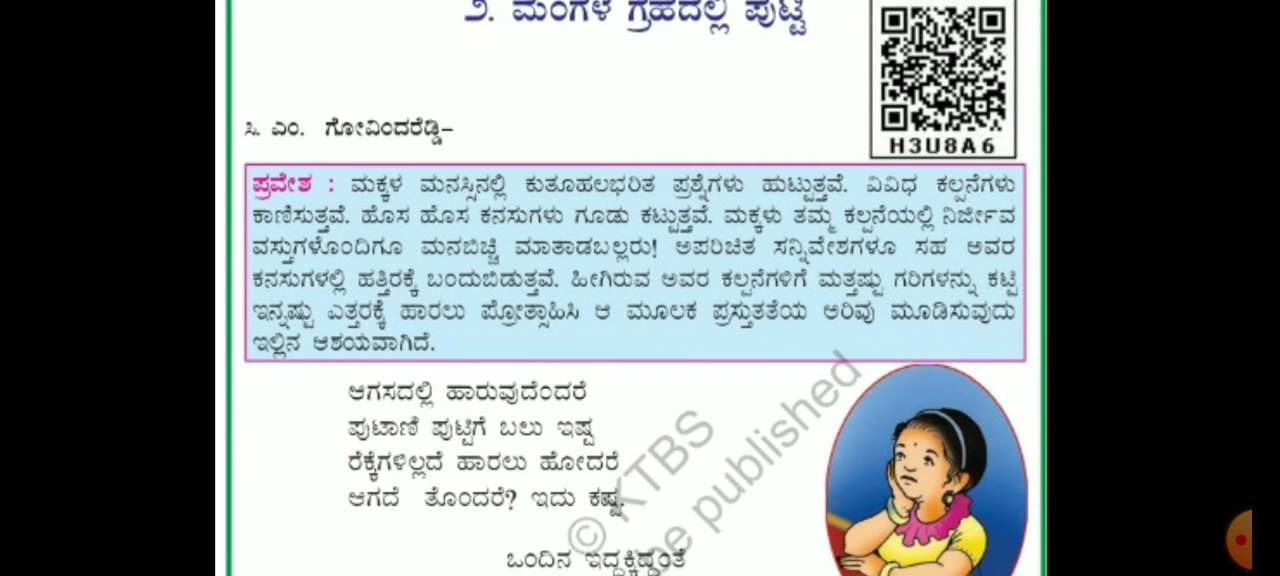 ೨. ಮಂಗಳ ಗ್ರಹದಲ್ಲಿ ಪುಟ್ಟಿ
H3U8A6
ಸಿ. ಎಂ. ಗೋವಿಂದರೆಡ್ಡಿ–
ಪ್ರವೇಶ : ಮಕ್ಕಳ ಮನಸ್ಸಿನಲ್ಲಿ ಕುತೂಹಲಭರಿತ ಪ್ರಶ್ನೆಗಳು ಹುಟ್ಟುತ್ತವೆ. ವಿವಿಧ ಕಲ್ಪನೆಗಳು
ಕಾಣಿಸುತ್ತವೆ. ಹೊಸ ಹೊಸ ಕನಸುಗಳು ಗೂಡು ಕಟ್ಟುತ್ತವೆ. ಮಕ್ಕಳು ತಮ್ಮ ಕಲ್ಪನೆಯಲ್ಲಿ ನಿರ್ಜೀವ
ವಸ್ತುಗಳೊಂದಿಗೂ ಮನಬಿಚ್ಚಿ ಮಾತಾಡಬಲ್ಲರು! ಅಪರಿಚಿತ ಸನ್ನಿವೇಶಗಳೂ ಸಹ ಅವರ
ಕನಸುಗಳಲ್ಲಿ ಹತ್ತಿರಕ್ಕೆ ಬಂದುಬಿಡುತ್ತವೆ. ಹೀಗಿರುವ ಅವರ ಕಲ್ಪನೆಗಳಿಗೆ ಮತ್ತಷ್ಟು ಗರಿಗಳನ್ನು ಕಟ್ಟಿ
ಇನ್ನಷ್ಟು ಎತ್ತರಕ್ಕೆ ಹಾರಲು ಪ್ರೋತ್ಸಾಹಿಸಿ ಆ ಮೂಲಕ ಪ್ರಸ್ತುತತೆಯ ಅರಿವು ಮೂಡಿಸುವುದು
ಇಲ್ಲಿನ ಆಶಯವಾಗಿದೆ.
ಆಗಸದಲ್ಲಿ ಹಾರುವುದೆಂದರೆ
ಪುಟಾಣಿ ಪುಟ್ಟಿಗೆ ಬಲು ಇಷ್ಟ
ರೆಕ್ಕೆಗಳಿಲ್ಲದೆ ಹಾರಲು ಹೋದರೆ
ಆಗದೆ ತೊಂದರೆ? ಇದು ಕಷ್ಟ.
ಒಂದಿನ ಇದ್ದಕ್ಕಿದ್ದಂತೆ
© KTBS
be published